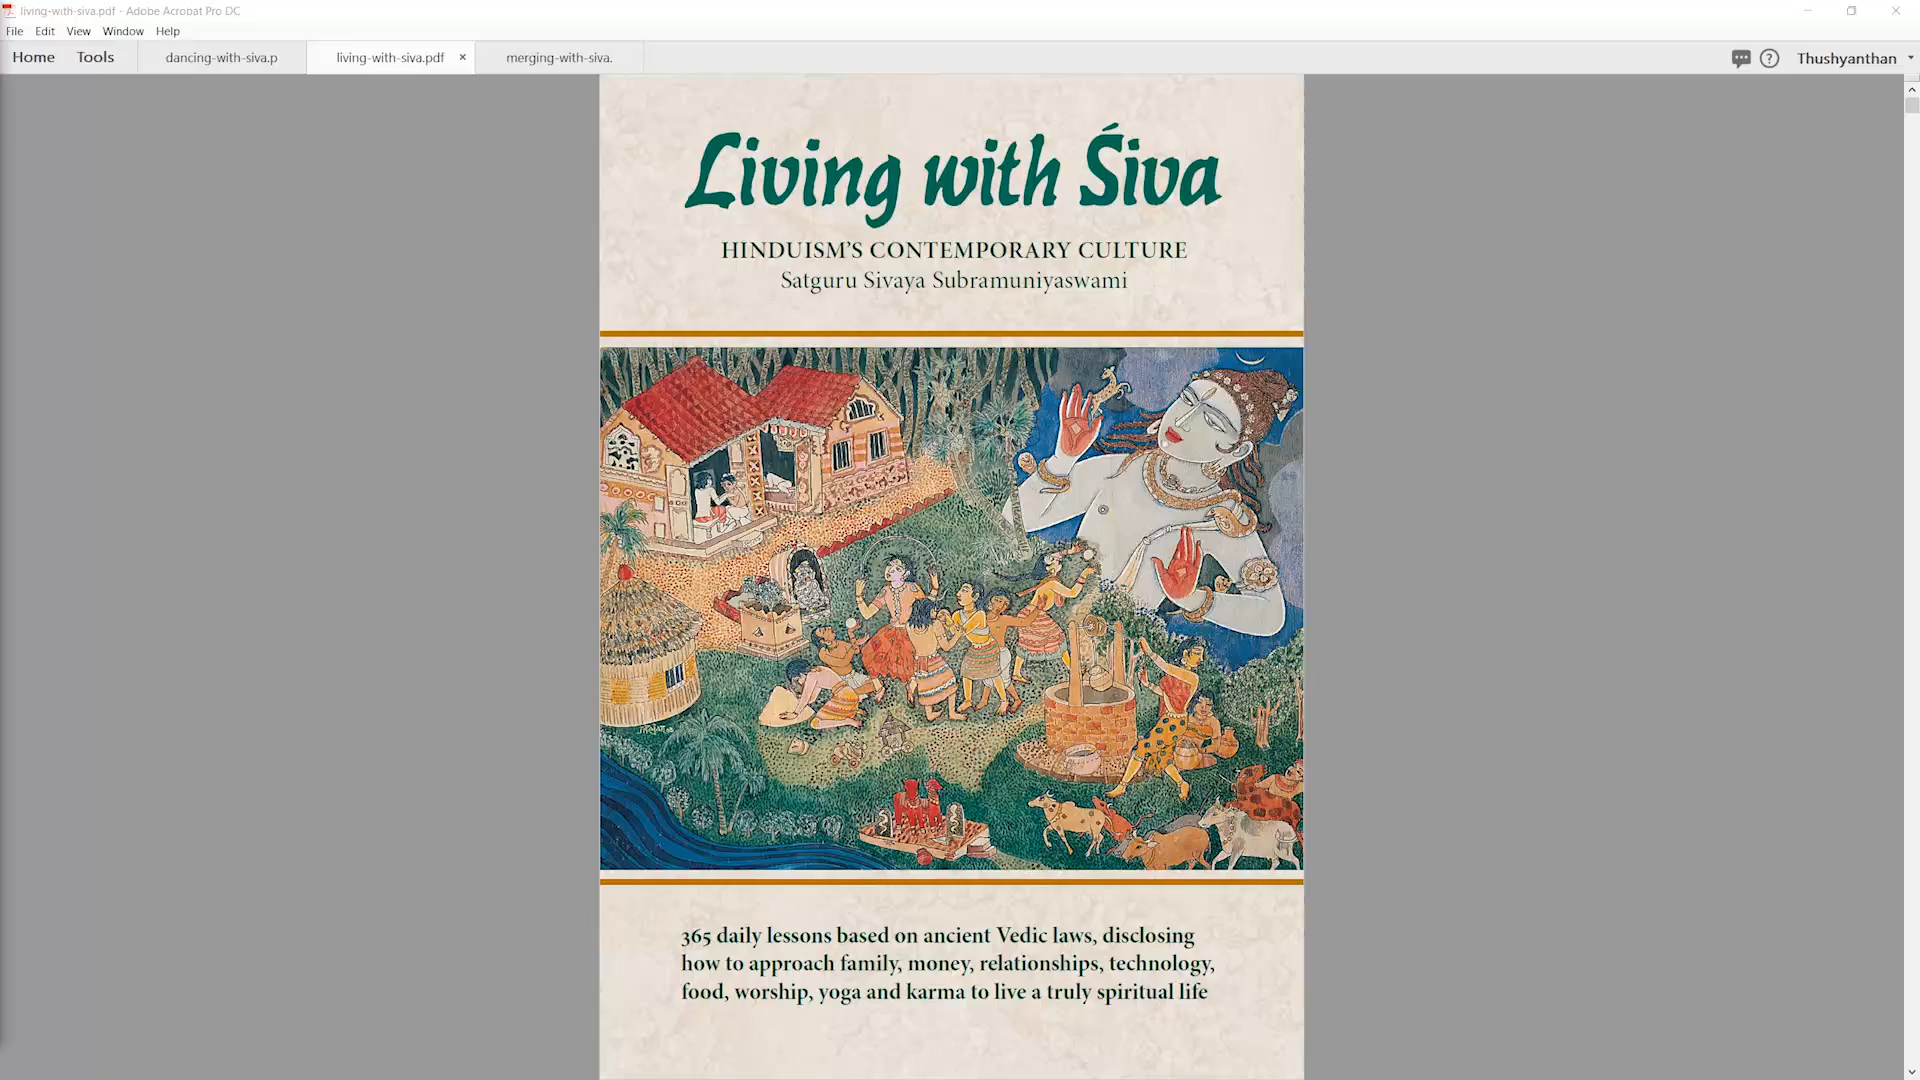 living-with-siva.pdf - Adobe Acrobat Pro DC
File Edit View Window Help
Home Tools dancing-with-siva.p living-with-siva.pdf × merging-with-siva. Thushyanthan
Living with Śiva
HINDUISM'S CONTEMPORARY CULTURE
Satguru Sivaya Subramuniyaswami
365 daily lessons based on ancient Vedic laws, disclosing
how to approach family, money, relationships, technology,
food, worship, yoga and karma to live a truly spiritual life